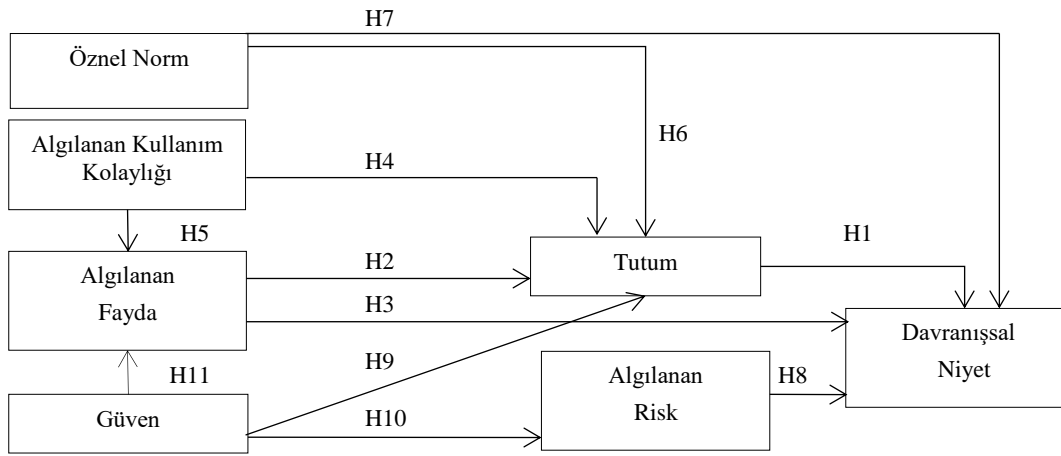 H7
Öznel Norm
H6
Algılanan Kullanım
Kolaylığı
H4
H5
Algılanan
Fayda
H2
H3
Tutum
H1
Davranışsal
Niyet
H9
H11
Güven
H10
Algılanan
Risk
H8